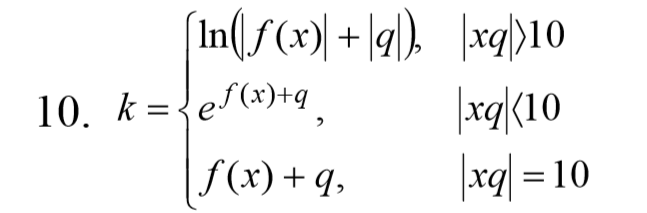 ln(|f(x)| + |q|), |xq|⟩10
10. k = { e^{f(x)+q}, |xq|⟨10
f(x) + q, |xq| = 10